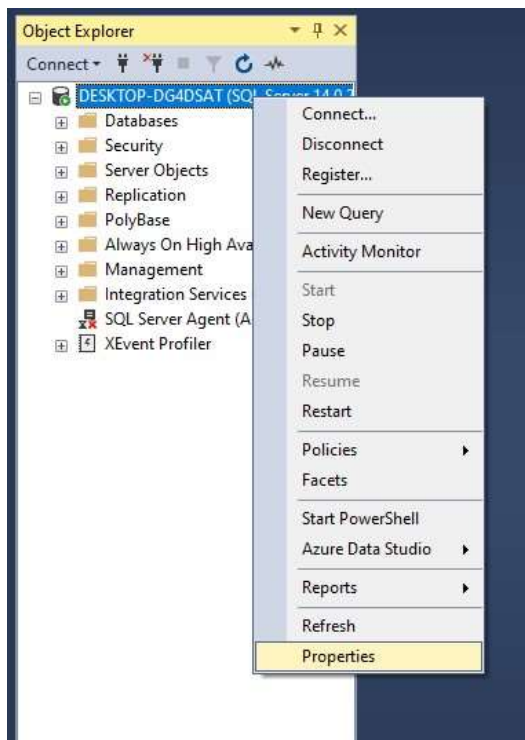 Object Explorer
Connect
DESKTOP-DG4DSAT (SQL Server 14.0.
Databases
Security
Server Objects
Replication
PolyBase
Always On High Ava
Management
Integration Services
SQL Server Agent (A
XEvent Profiler
Connect...
Disconnect
Register...
New Query
Activity Monitor
Start
Stop
Pause
Resume
Restart
Policies
Facets
Start PowerShell
Azure Data Studio
Reports
Refresh
Properties